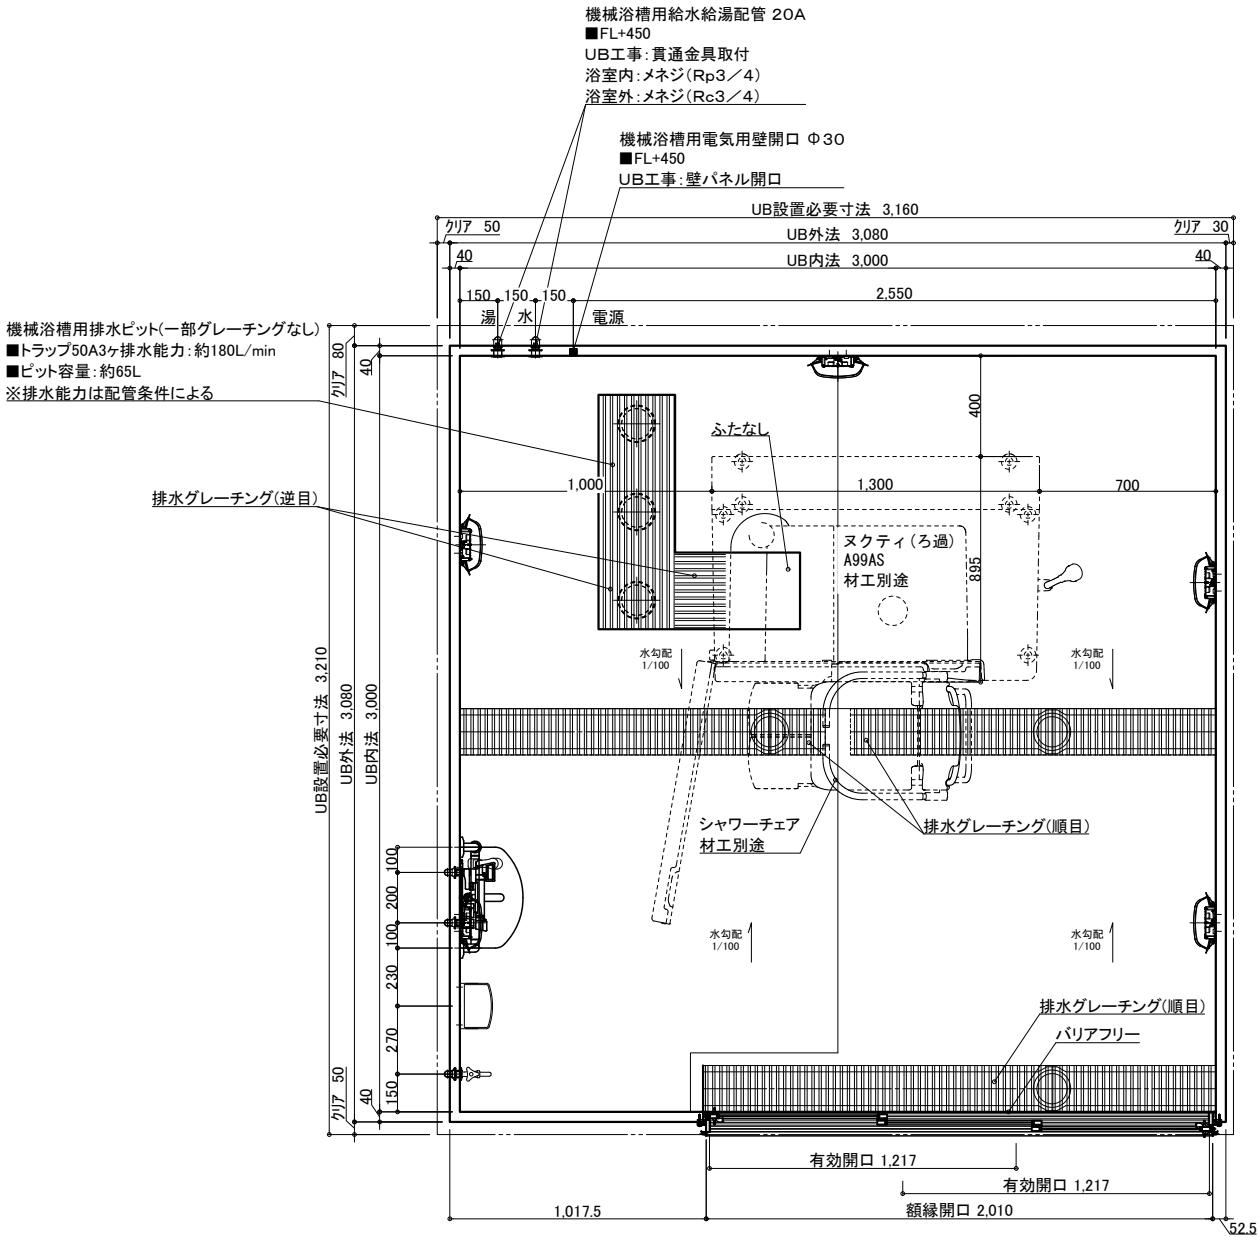 機械浴槽用給水給湯配管 20A
■FL+450
UB工事:貫通金具取付
浴室内:メネジ(Rp3／4)
浴室外:メネジ(Rc3／4)
機械浴槽用電気用壁開口 Φ30
■FL+450
UB工事:壁パネル開口
UB設置必要寸法 3,160
クリア 50
UB外法 3,080
クリア 30
40
UB内法 3,000
40
150
150
150
2,550
湯
水
電源
機械浴槽用排水ピット(一部グレーチングなし)
■トラップ50A3ヶ排水能力:約180L/min
■ピット容量:約65L
※排水能力は配管条件による
クリア 80
40
400
ふたなし
排水グレーチング(逆目)
1,000
1,300
700
ヌクティ(ろ過)
A99AS
材工別途
895
水勾配
1/100
水勾配
1/100
UB設置必要寸法 3,210
UB外法 3,080
UB内法 3,000
シャワーチェア
材工別途
排水グレーチング(順目)
100
200
100
230
270
150
水勾配
1/100
水勾配
1/100
排水グレーチング(順目)
バリアフリー
クリア 50
40
有効開口 1,217
有効開口 1,217
1,017.5
額縁開口 2,010
52.5